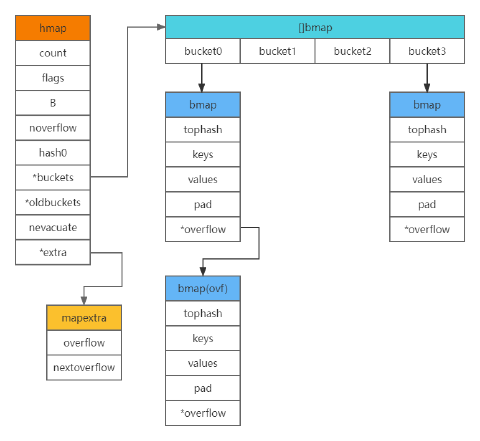 hmap
count
flags
B
noverflow
hash0
*buckets
*oldbuckets
nevacuate
*extra
mapextra
overflow
nextoverflow
[]bmap
bucket0 bucket1 bucket2 bucket3
bmap
tophash
keys
values
pad
*overflow
bmap(ovf)
tophash
keys
values
pad
*overflow
bmap
tophash
keys
values
pad
*overflow